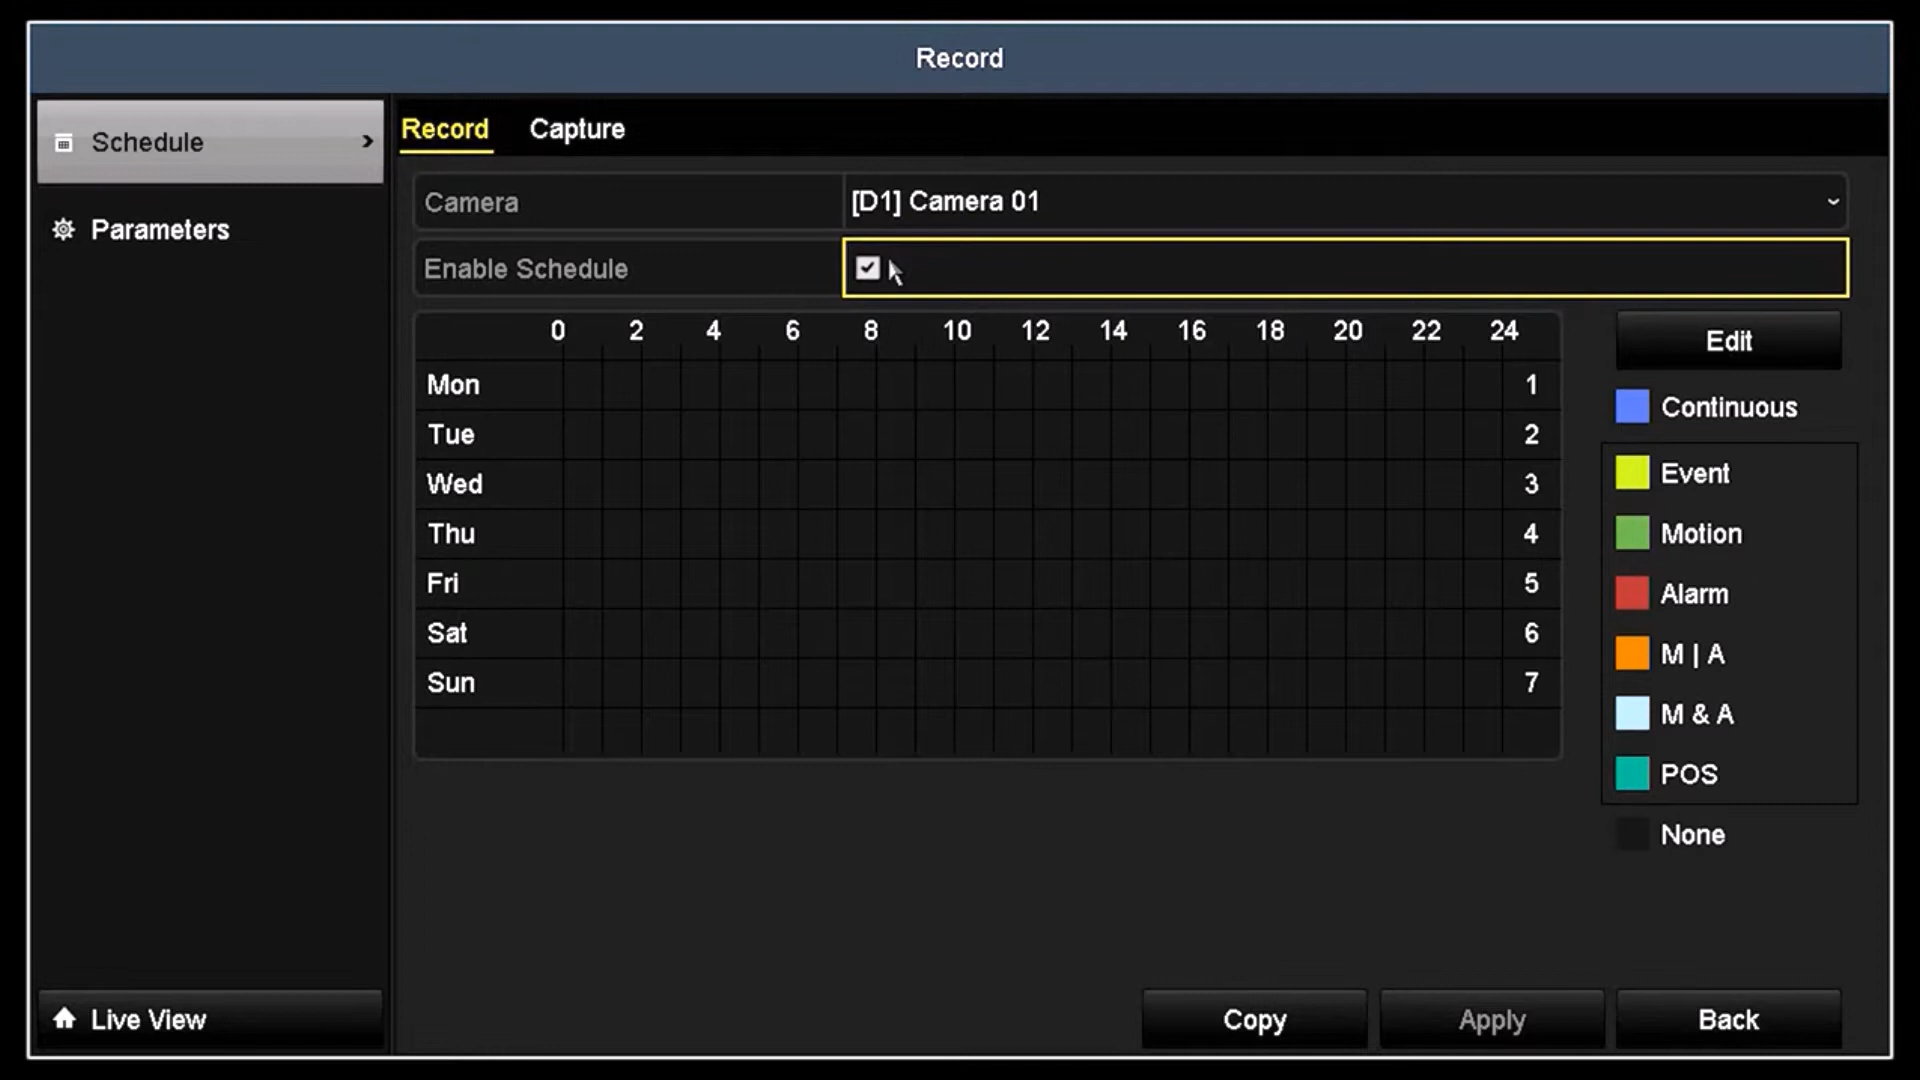 Record
Schedule
Parameters
Live View
Record Capture
Camera [D1] Camera 01
Enable Schedule
0 2 4 6 8 10 12 14 16 18 20 22 24
Mon 1
Tue 2
Wed 3
Thu 4
Fri 5
Sat 6
Sun 7
Edit
Continuous
Event
Motion
Alarm
M | A
M & A
POS
None
Copy Apply Back